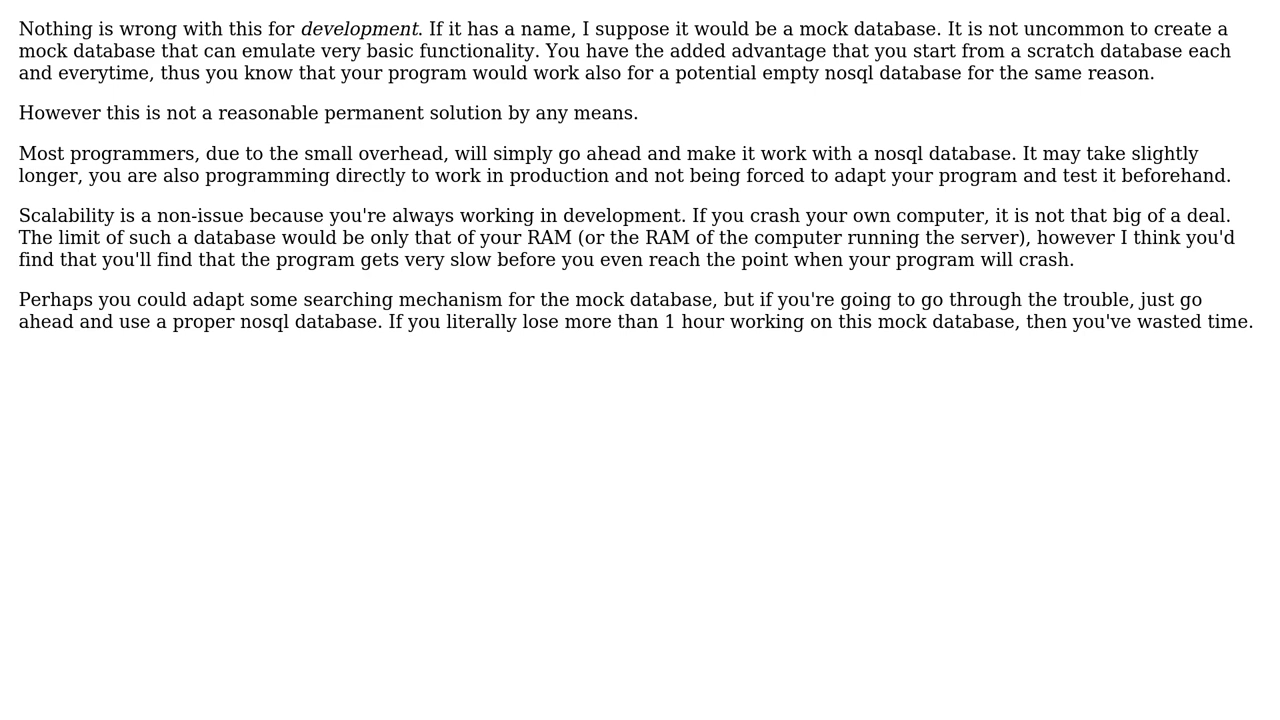 Nothing is wrong with this for development. If it has a name, I suppose it would be a mock database. It is not uncommon to create a
mock database that can emulate very basic functionality. You have the added advantage that you start from a scratch database each
and everytime, thus you know that your program would work also for a potential empty nosql database for the same reason.
However this is not a reasonable permanent solution by any means.
Most programmers, due to the small overhead, will simply go ahead and make it work with a nosql database. It may take slightly
longer, you are also programming directly to work in production and not being forced to adapt your program and test it beforehand.
Scalability is a non-issue because you're always working in development. If you crash your own computer, it is not that big of a deal.
The limit of such a database would be only that of your RAM (or the RAM of the computer running the server), however I think you'd
find that you'll find that the program gets very slow before you even reach the point when your program will crash.
Perhaps you could adapt some searching mechanism for the mock database, but if you're going to go through the trouble, just go
ahead and use a proper nosql database. If you literally lose more than 1 hour working on this mock database, then you've wasted time.